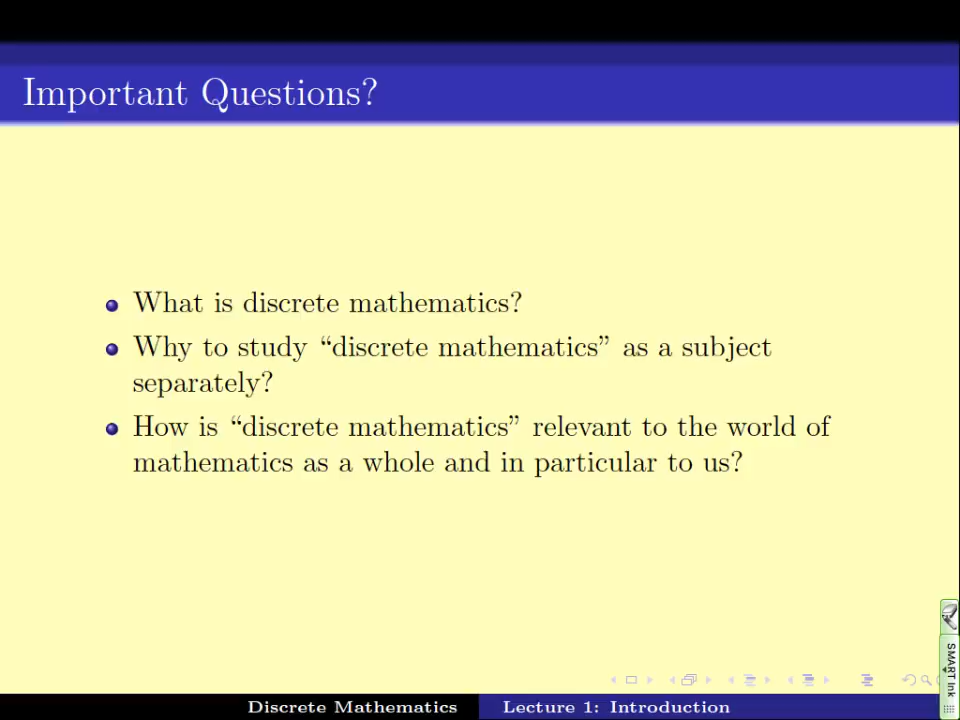 Important Questions?
What is discrete mathematics?
Why to study “discrete mathematics” as a subject
separately?
How is “discrete mathematics” relevant to the world of
mathematics as a whole and in particular to us?
SMART Ink
Discrete Mathematics
Lecture 1: Introduction